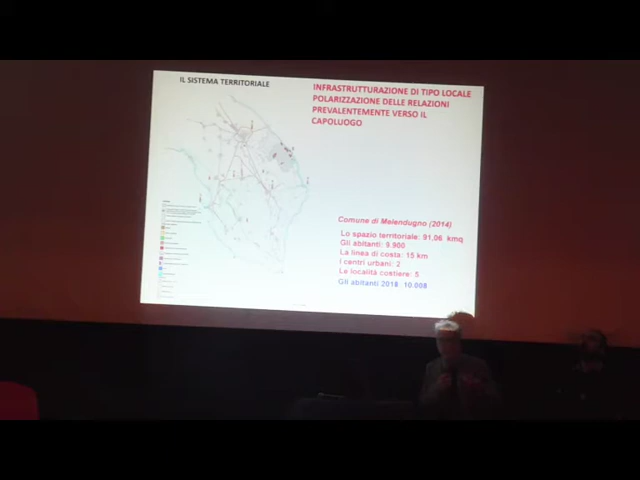 IL SISTEMA TERRITORIALE
INFRASTRUTTURAZIONE DI TIPO LOCALE
POLARIZZAZIONE DELLE RELAZIONI
PREVALENTEMENTE VERSO IL
CAPOLUOGO
Comune di Melendugno (2014)
Lo spazio territoriale: 91,06 kmq
Gli abitanti: 9.900
La linea di costa: 15 km
I centri urbani: 2
Le località costiere: 5
Gli abitanti 2018: 10.008